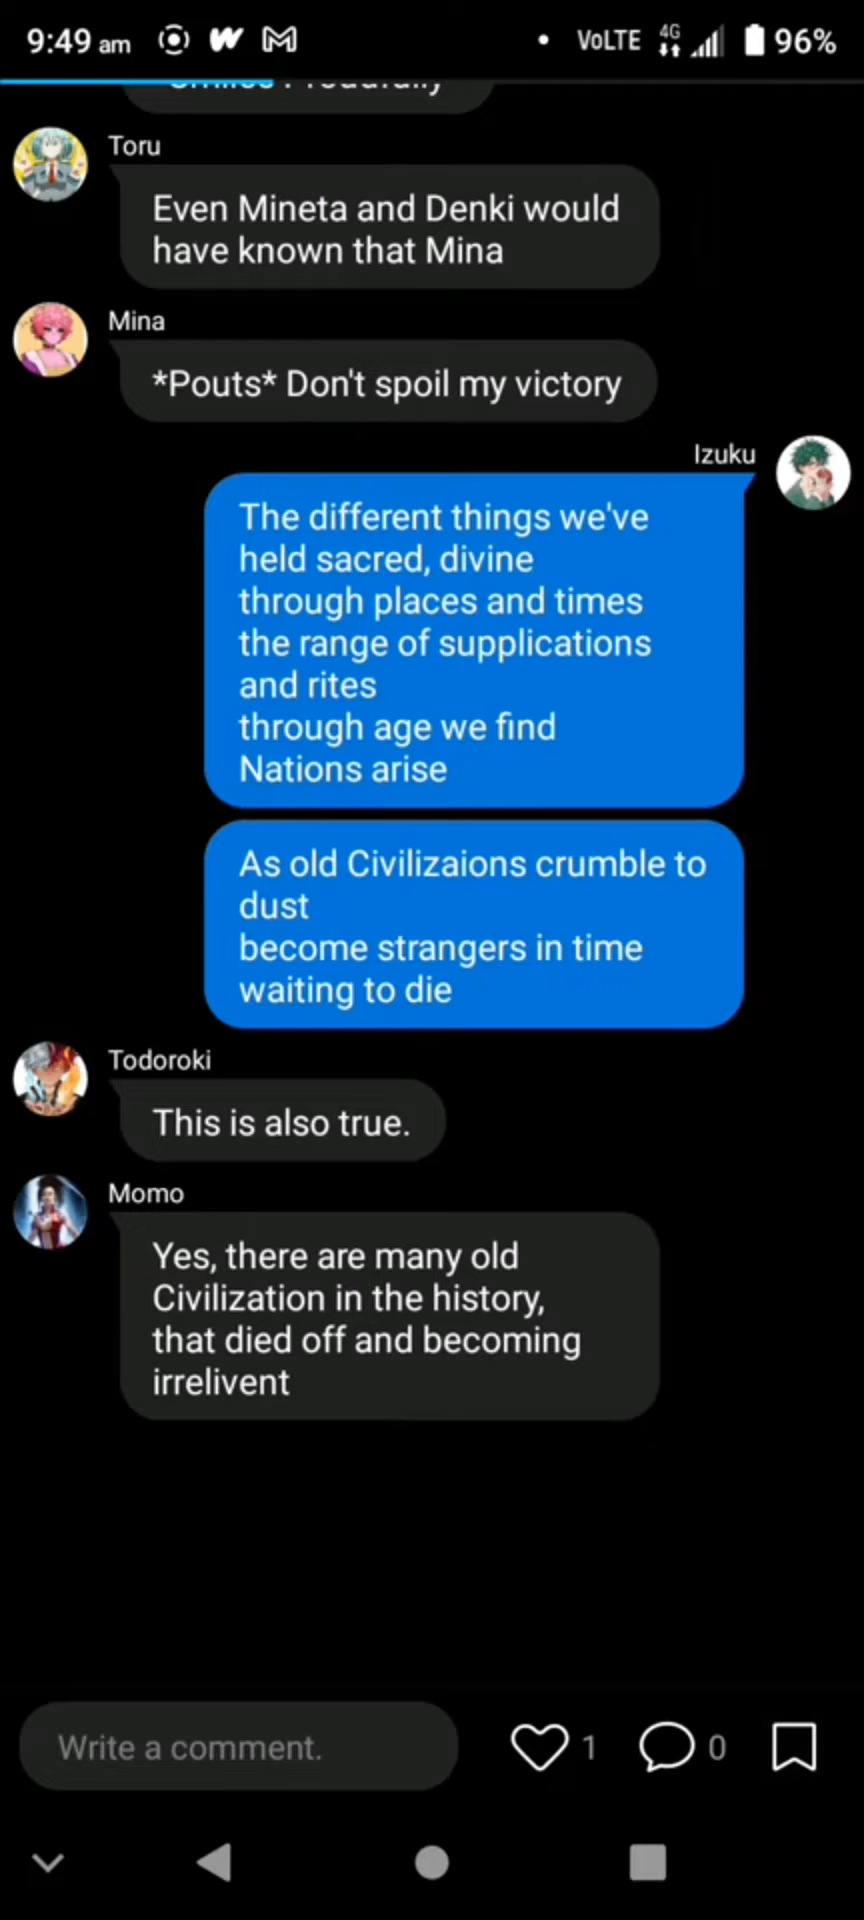 9:49 am
VoLTE 4G 96%
Toru
Even Mineta and Denki would
have known that Mina
Mina
*Pouts* Don't spoil my victory
Izuku
The different things we've
held sacred, divine
through places and times
the range of supplications
and rites
through age we find
Nations arise
As old Civilizaions crumble to
dust
become strangers in time
waiting to die
Todoroki
This is also true.
Momo
Yes, there are many old
Civilization in the history,
that died off and becoming
irrelivent
Write a comment.
1
0